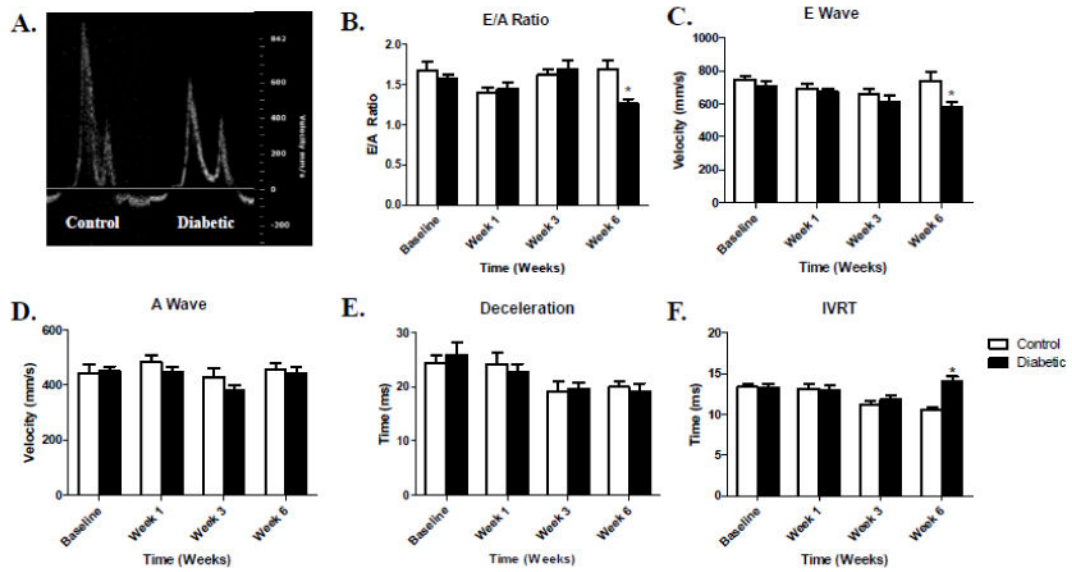 A.
842
600
400
200
0
-200
Velocity mm/s
Control
Diabetic
B.
E/A Ratio
2.0
1.5
1.0
0.5
0.0
E/A Ratio
*
Baseline
Week 1
Week 3
Week 6
Time (Weeks)
C.
E Wave
1000
800
600
400
200
0
Velocity (mm/s)
*
Baseline
Week 1
Week 3
Week 6
Time (Weeks)
D.
A Wave
600
400
200
0
Velocity (mm/s)
Baseline
Week 1
Week 3
Week 6
Time (Weeks)
E.
Deceleration
30
20
10
0
Time (ms)
Baseline
Week 1
Week 3
Week 6
Time (Weeks)
F.
IVRT
20
15
10
5
0
Time (ms)
*
Baseline
Week 1
Week 3
Week 6
Time (Weeks)
Control
Diabetic